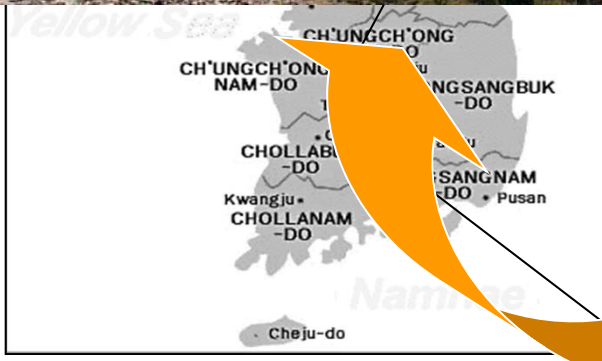 Yellow Sea
CH'UNGCH'ONG
CH'UNGCH'ONG
NAM-DO
NGSANGBUK
-DO
CHOLLAB
-DO
SANGNAM
-DO
Pusan
Kwangju
CHOLLANAM
-DO
Namhae
Cheju-do